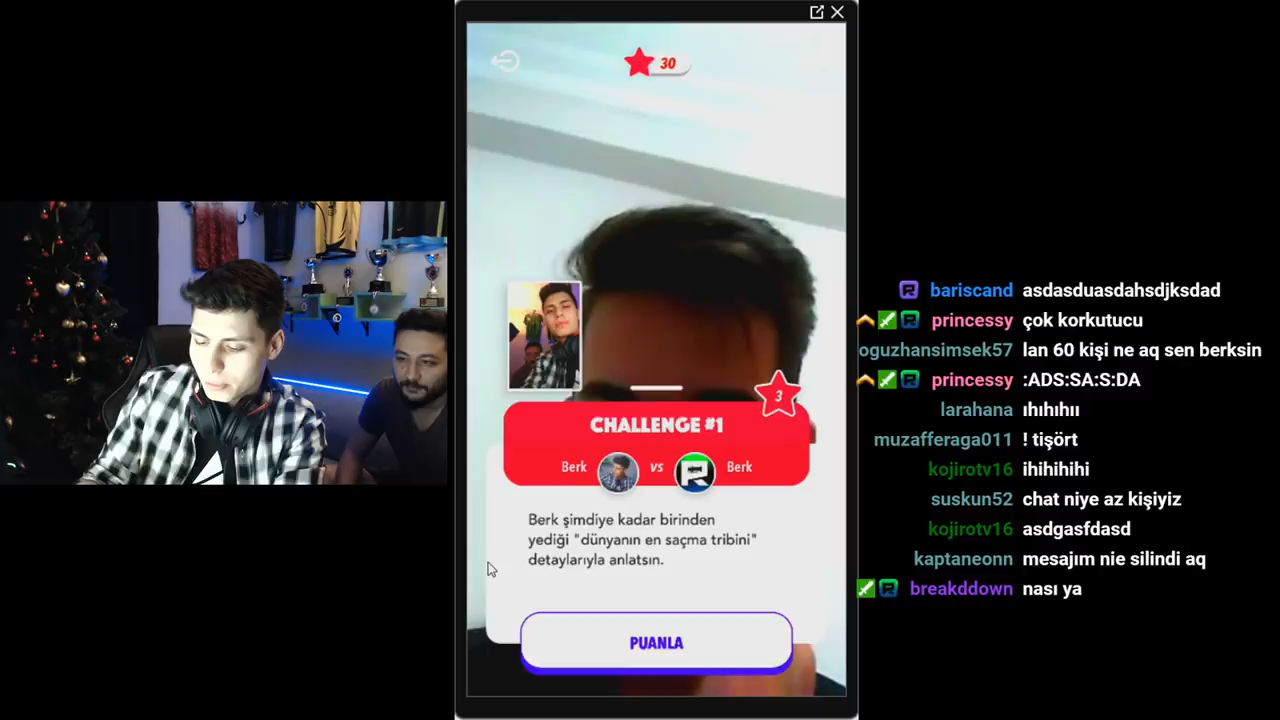 30
3
CHALLENGE #1
Berk vs Berk
Berk şimdiye kadar birinden
yediği "dünyanın en saçma tribini"
detaylarıyla anlatsın.
PUANLA
bariscand asdasduasdahsdjksdad
princessy çok korkutucu
oguzhansimsek57 lan 60 kişi ne aq sen berksin
princessy :ADS:SA:S:DA
larahana ıhıhıhıı
muzafferaga011 ! tişört
kojirotv16 ihihihihi
suskun52 chat niye az kişiyiz
kojirotv16 asdgasfdasd
kaptaneonn mesajım nie silindi aq
breakddown nası ya